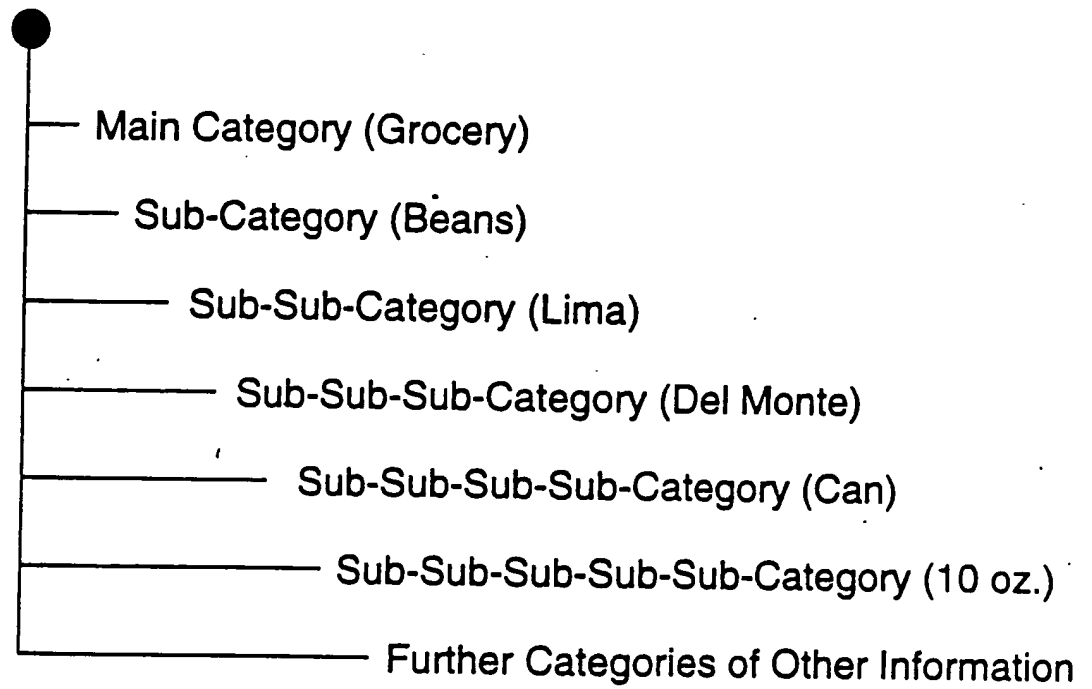 Main Category (Grocery)
Sub-Category (Beans)
Sub-Sub-Category (Lima)
Sub-Sub-Sub-Category (Del Monte)
Sub-Sub-Sub-Sub-Category (Can)
Sub-Sub-Sub-Sub-Sub-Category (10 oz.)
Further Categories of Other Information